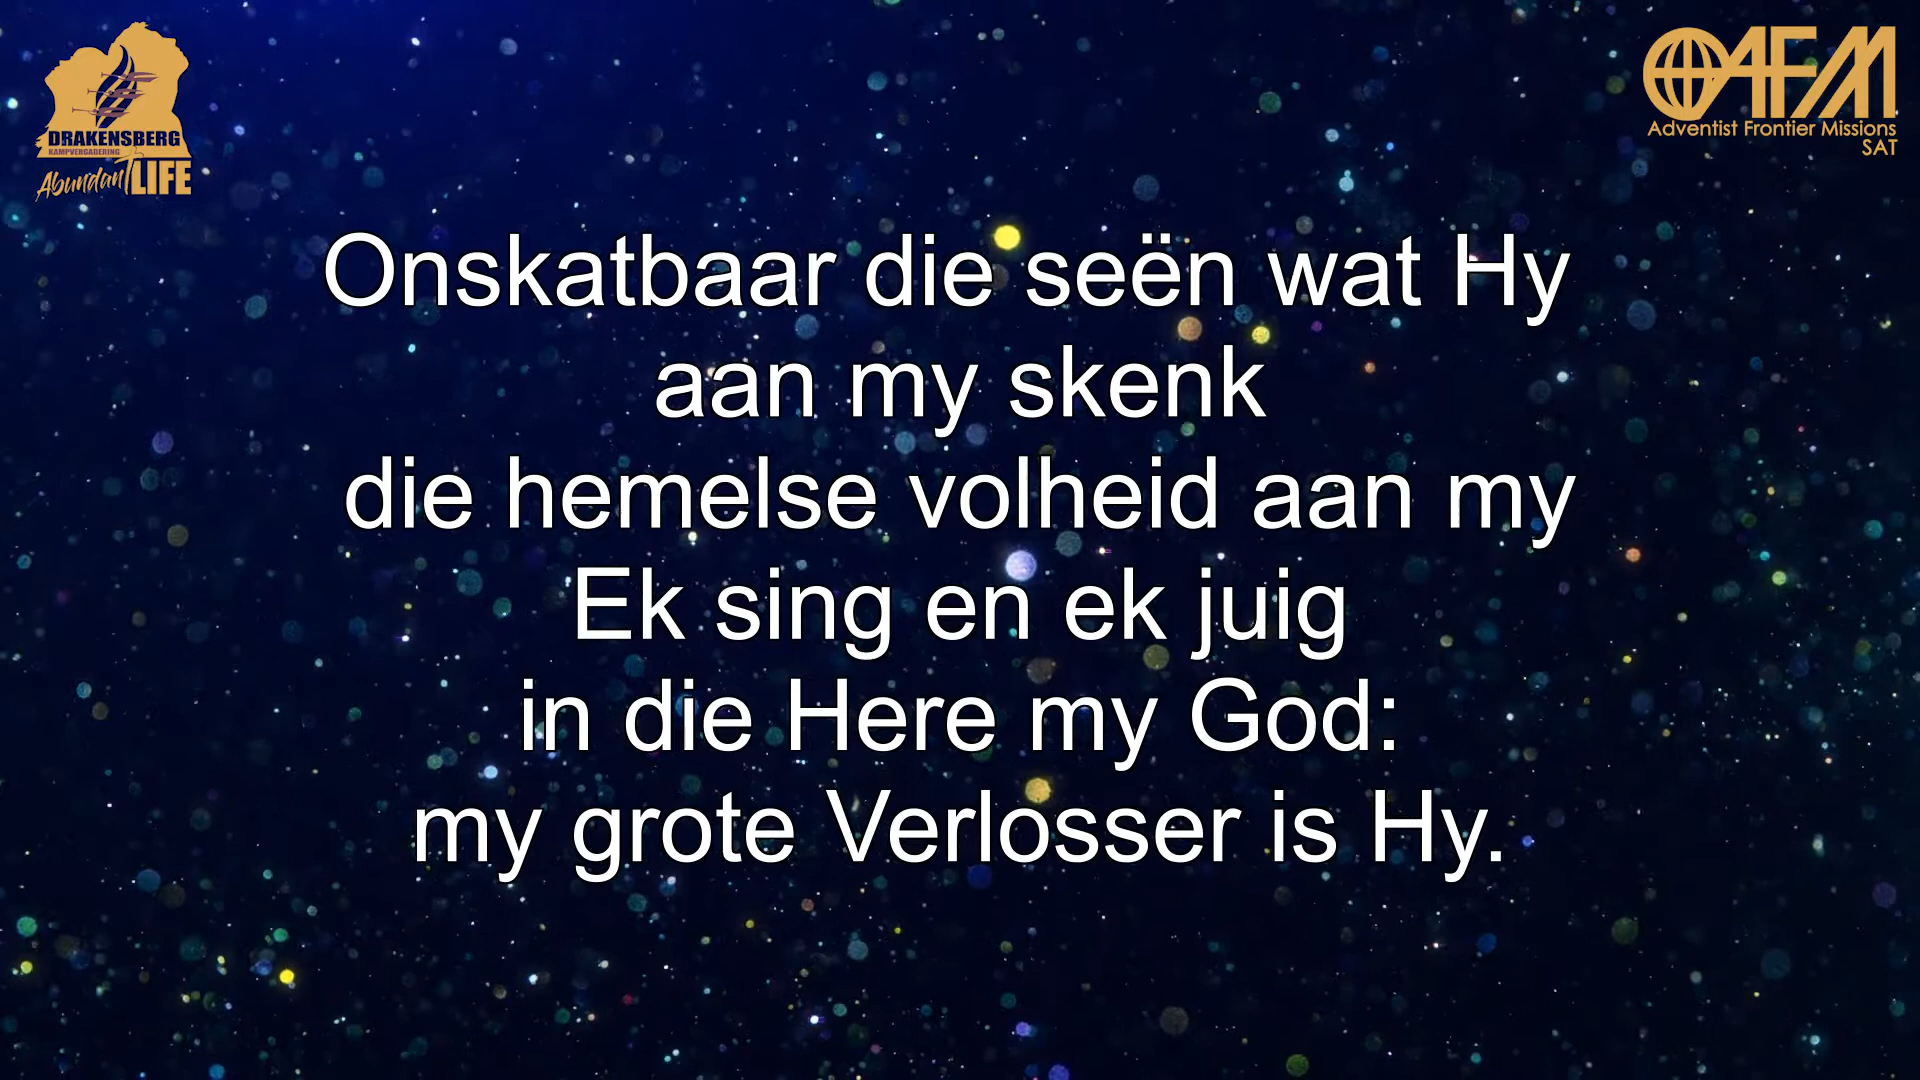 DRAKENSBERG
KAMPVERGADERING
Abundant LIFE
AFM
Adventist Frontier Missions
SAT
Onskatbaar die seën wat Hy
aan my skenk
die hemelse volheid aan my
Ek sing en ek juig
in die Here my God:
my grote Verlosser is Hy.